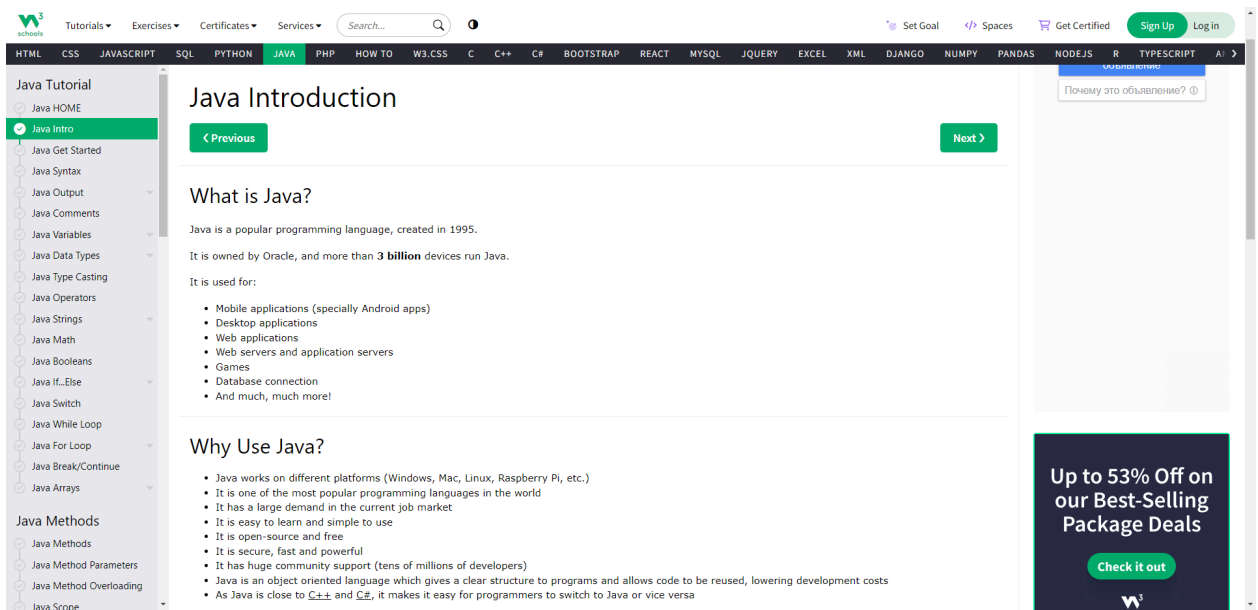 3
schools
Tutorials
Exercises
Certificates
Services
Search...
Set Goal
Spaces
Get Certified
Sign Up
Log in
HTML CSS JAVASCRIPT SQL PYTHON JAVA PHP HOW TO W3.CSS C C++ C# BOOTSTRAP REACT MYSQL JQUERY EXCEL XML DJANGO NUMPY PANDAS NODEJS R TYPESCRIPT
Java Tutorial
Java HOME
Java Intro
Java Get Started
Java Syntax
Java Output
Java Comments
Java Variables
Java Data Types
Java Type Casting
Java Operators
Java Strings
Java Math
Java Booleans
Java If...Else
Java Switch
Java While Loop
Java For Loop
Java Break/Continue
Java Arrays
Java Methods
Java Methods
Java Method Parameters
Java Method Overloading
Java Scope
Java Introduction
❮ Previous
Next ❯
What is Java?
Java is a popular programming language, created in 1995.
It is owned by Oracle, and more than 3 billion devices run Java.
It is used for:
• Mobile applications (specially Android apps)
• Desktop applications
• Web applications
• Web servers and application servers
• Games
• Database connection
• And much, much more!
Why Use Java?
• Java works on different platforms (Windows, Mac, Linux, Raspberry Pi, etc.)
• It is one of the most popular programming languages in the world
• It has a large demand in the current job market
• It is easy to learn and simple to use
• It is open-source and free
• It is secure, fast and powerful
• It has huge community support (tens of millions of developers)
• Java is an object oriented language which gives a clear structure to programs and allows code to be reused, lowering development costs
• As Java is close to C++ and C#, it makes it easy for programmers to switch to Java or vice versa
объявление
Почему это объявление?
Up to 53% Off on
our Best-Selling
Package Deals
Check it out
3